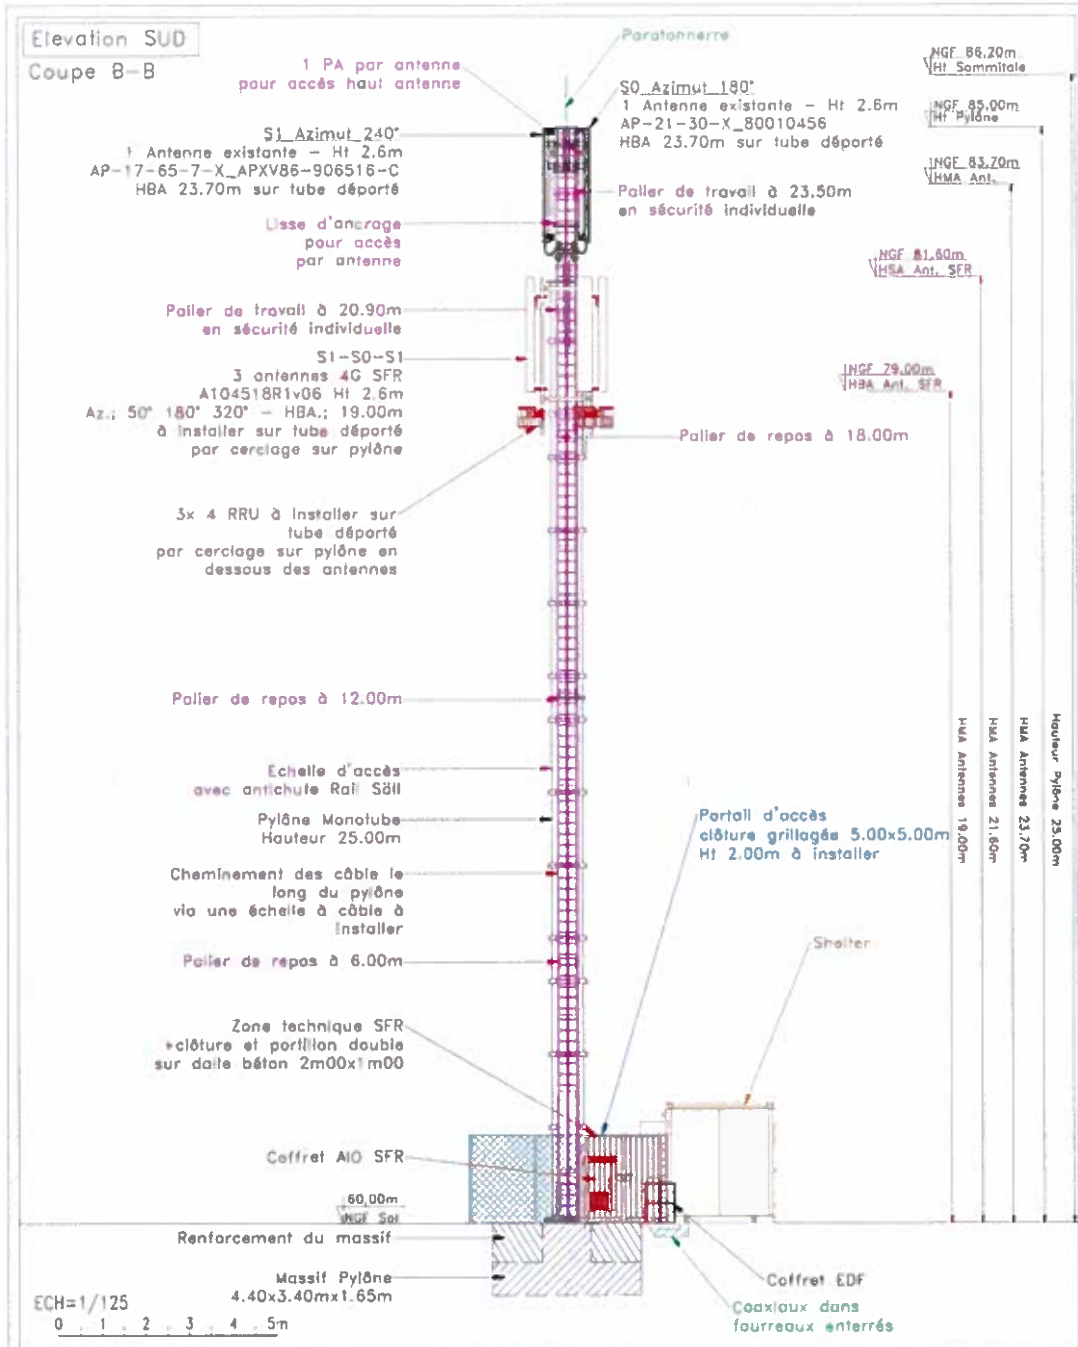 Elevation SUD
Coupe B-B
Paratonnerre
1 PA par antenne
pour accès haut antenne
S0_Azimut_180°
1 Antenne existante - Ht 2.6m
AP-21-30-X_80010456
HBA 23.70m sur tube déporté
S1_Azimut_240°
1 Antenne existante - Ht 2.6m
AP-17-65-7-X_APXV86-906516-C
HBA 23.70m sur tube déporté
Palier de travail à 23.50m
en sécurité individuelle
Lisse d'ancrage
pour accès
par antenne
NGF 86.20m
Ht Sommitale
NGF 85.00m
Ht Pylône
NGF 83.70m
HMA Ant.
NGF 81.60m
HSA Ant. SFR
NGF 79.00m
HBA Ant. SFR
Palier de travail à 20.90m
en sécurité individuelle
S1-S0-S1
3 antennes 4G SFR
A104518R1v06 Ht 2.6m
Az.; 50° 180° 320° - HBA.; 19.00m
à installer sur tube déporté
par cerclage sur pylône
Palier de repos à 18.00m
3x 4 RRU à installer sur
tube déporté
par cerclage sur pylône en
dessous des antennes
Palier de repos à 12.00m
Echelle d'accès
avec antichute Rail Söll
Pylône Monotube
Hauteur 25.00m
Cheminement des câble le
long du pylône
via une échelle à câble à
installer
Palier de repos à 6.00m
Portail d'accès
clôture grillagée 5.00x5.00m
Ht 2.00m à installer
HMA Antennes 19.00m
HMA Antennes 21.60m
HMA Antennes 23.70m
Hauteur Pylône 25.00m
Shelter
Zone technique SFR
+clôture et portillon double
sur dalle béton 2m00x1m00
Coffret AIO SFR
60,00m
NGF Sol
Renforcement du massif
Massif Pylône
4.40x3.40mx1.65m
Coffret EDF
Coaxiaux dans
fourreaux enterrés
ECH=1/125
0 1 2 3 4 5m